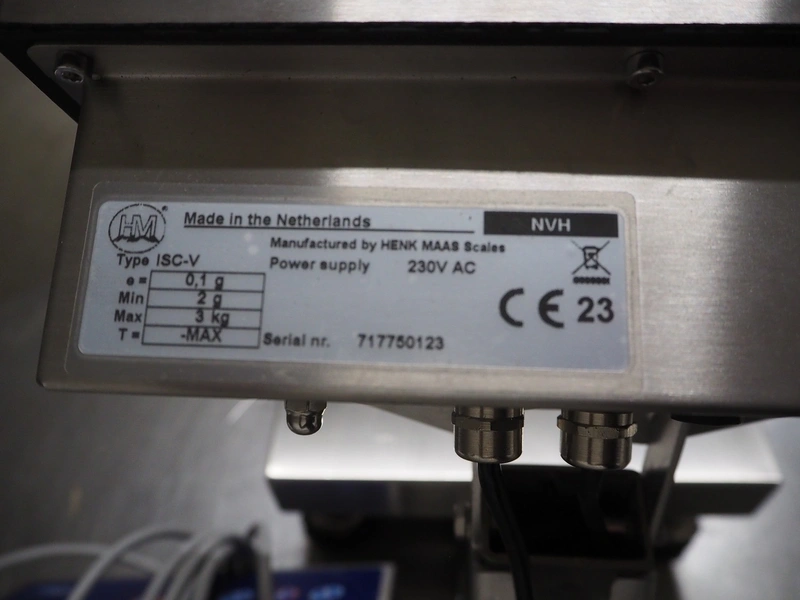 HM®
Made in the Netherlands
NVH
Manufactured by HENK MAAS Scales
Type ISC-V
Power supply 230V AC
e = 0,1 g
Min 2 g
Max 3 kg
T = -MAX
CE 23
Serial nr. 717750123